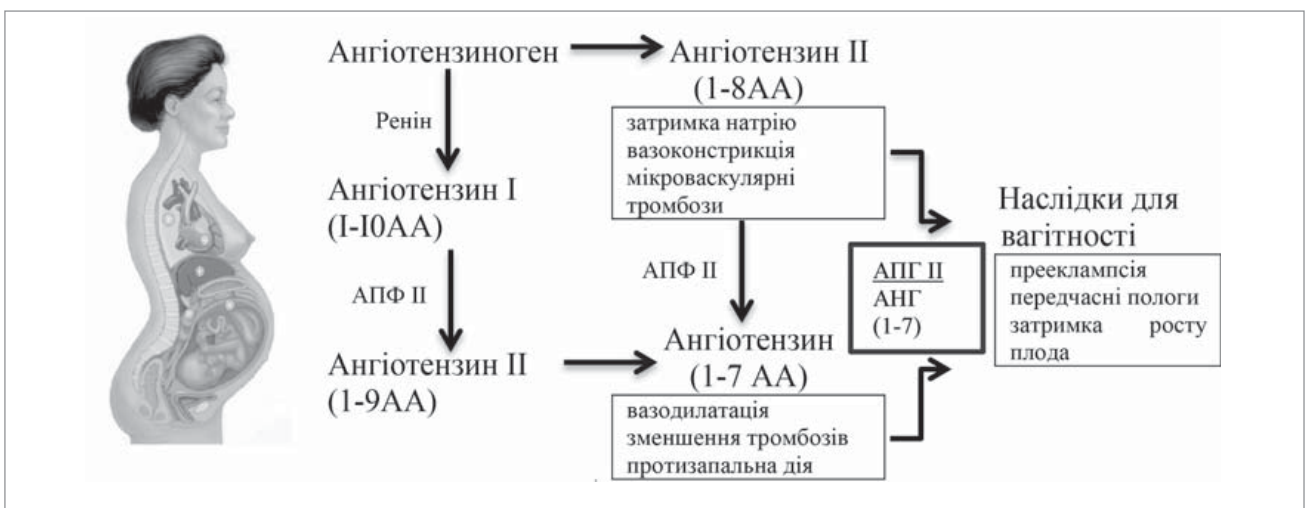 Ангіотензиноген
Ангіотензин II
(1-8АА)
Ренін
затримка натрію
вазоконстрикція
мікроваскулярні
тромбози
Ангіотензин I
(I-I0АА)
АПФ II
АПФ II
Ангіотензин II
(1-9АА)
Ангіотензин
(1-7 АА)
вазодилатація
зменшення тромбозів
протизапальна дія
АПГ II
АНГ
(1-7)
Наслідки для
вагітності
прееклампсія
передчасні пологи
затримка росту
плода